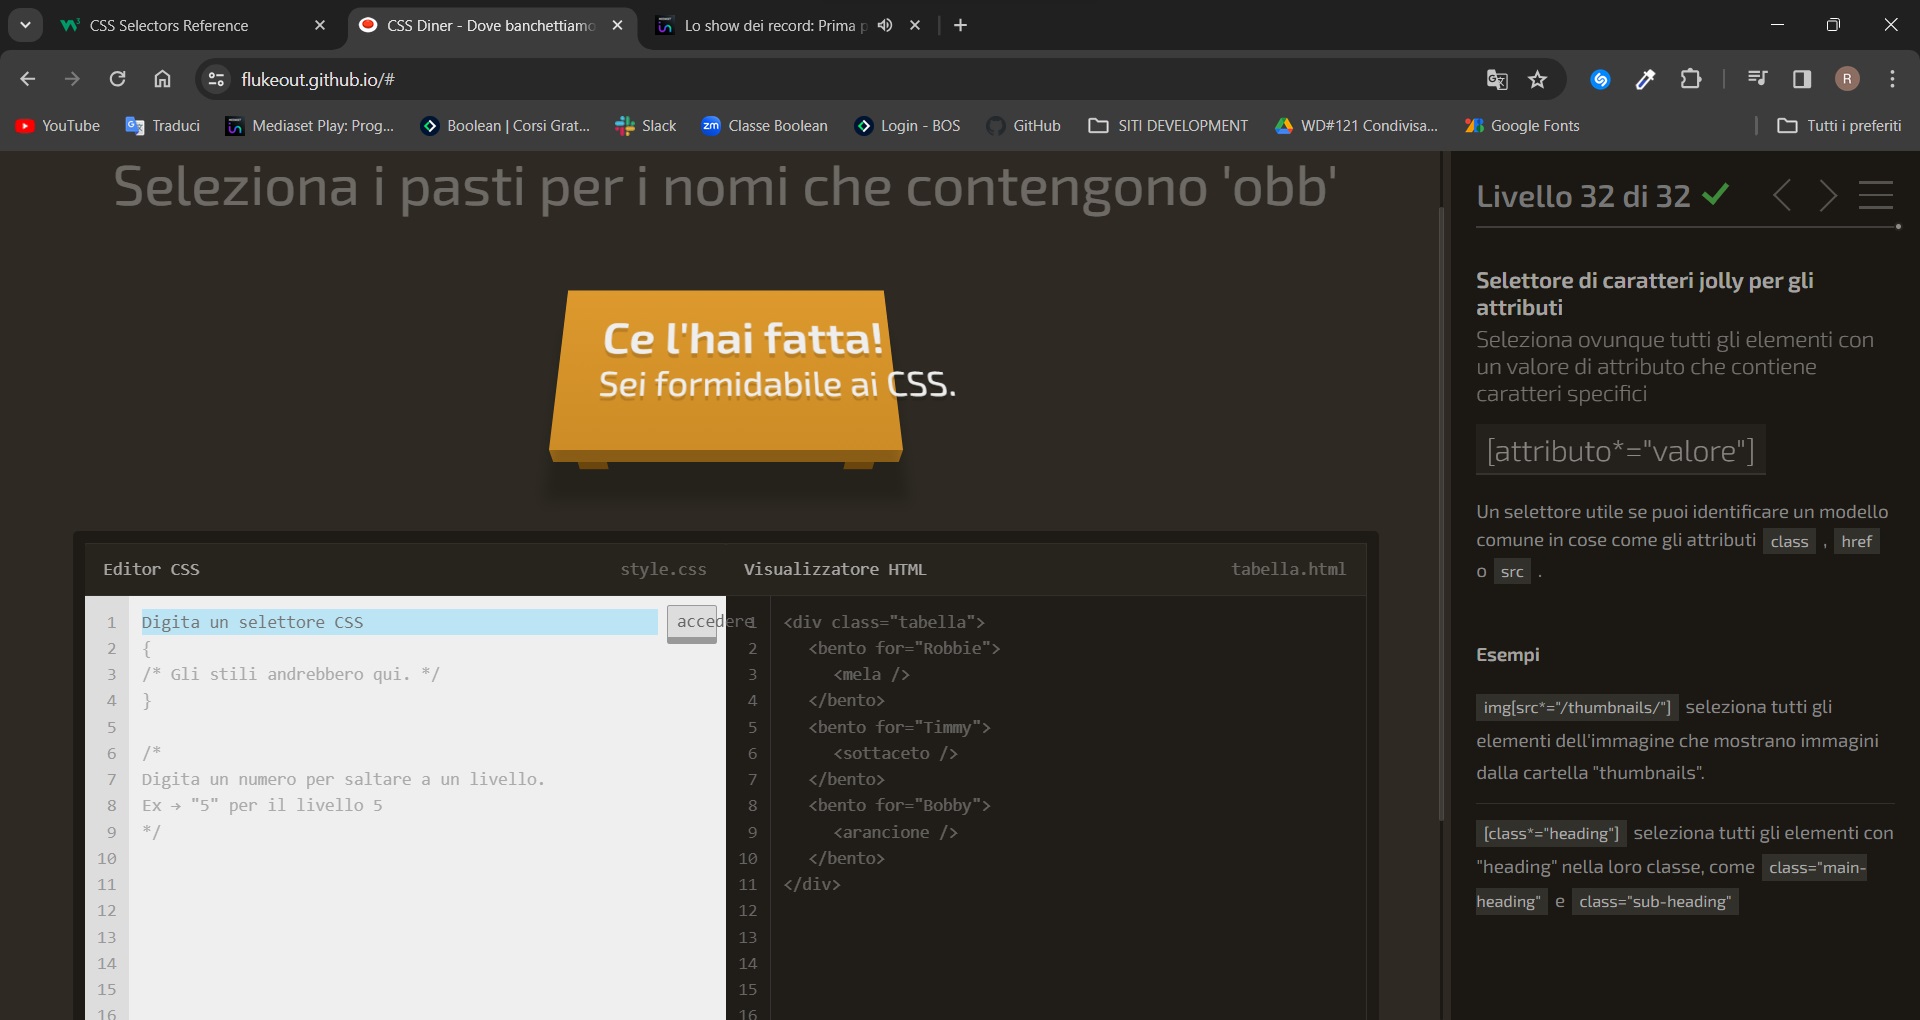 CSS Selectors Reference
CSS Diner - Dove banchettiamo
Lo show dei record: Prima p
flukeout.github.io/#
R
YouTube
Traduci
Mediaset Play: Prog...
Boolean | Corsi Grat...
Slack
zm Classe Boolean
Login - BOS
GitHub
SITI DEVELOPMENT
WD#121 Condivisa...
Google Fonts
Tutti i preferiti
Seleziona i pasti per i nomi che contengono 'obb'
Ce l'hai fatta!
Sei formidabile ai CSS.
Editor CSS
style.css
1 Digita un selettore CSS
accedere
2 {
3 /* Gli stili andrebbero qui. */
4 }
5
6 /*
7 Digita un numero per saltare a un livello.
8 Ex → "5" per il livello 5
9 */
10
11
12
13
14
15
16
Visualizzatore HTML
tabella.html
1 <div class="tabella">
2 <bento for="Robbie">
3 <mela />
4 </bento>
5 <bento for="Timmy">
6 <sottaceto />
7 </bento>
8 <bento for="Bobby">
9 <arancione />
10 </bento>
11 </div>
12
13
14
15
16
Livello 32 di 32
Selettore di caratteri jolly per gli
attributi
Seleziona ovunque tutti gli elementi con
un valore di attributo che contiene
caratteri specifici
[attributo*="valore"]
Un selettore utile se puoi identificare un modello
comune in cose come gli attributi class , href
o src .
Esempi
img[src*="/thumbnails/"] seleziona tutti gli
elementi dell'immagine che mostrano immagini
dalla cartella "thumbnails".
[class*="heading"] seleziona tutti gli elementi con
"heading" nella loro classe, come class="main-
heading" e class="sub-heading"